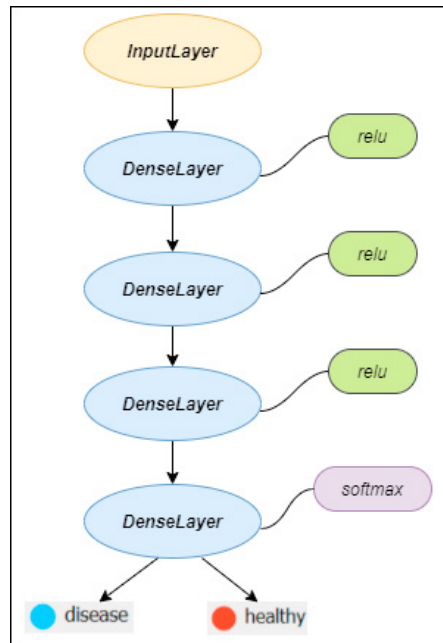 InputLayer
relu
DenseLayer
relu
DenseLayer
relu
DenseLayer
softmax
DenseLayer
disease
healthy